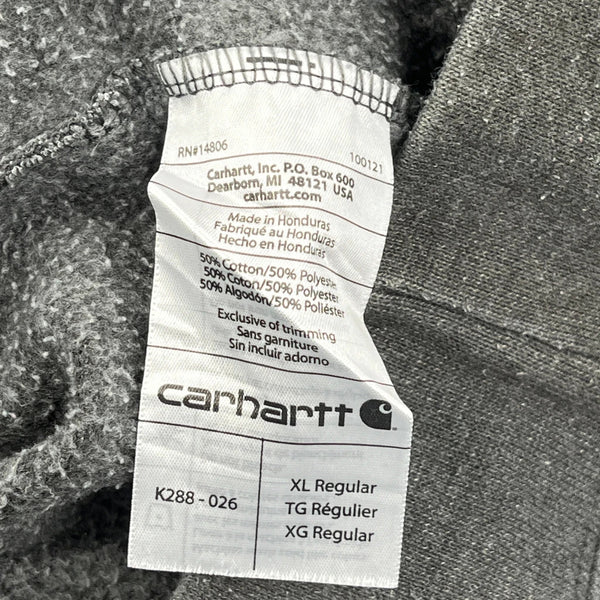 RN#14806 100121
Carhartt, Inc. P.O. Box 600
Dearborn, MI 48121 USA
carhartt.com
Made in Honduras
Fabriqué au Honduras
Hecho en Honduras
50% Cotton/50% Polyester
50% Coton/50% Polyester
50% Algodón/50% Poliéster
Exclusive of trimming
Sans garniture
Sin incluir adorno
carhartt
K288-026
XL Regular
TG Régulier
XG Regular